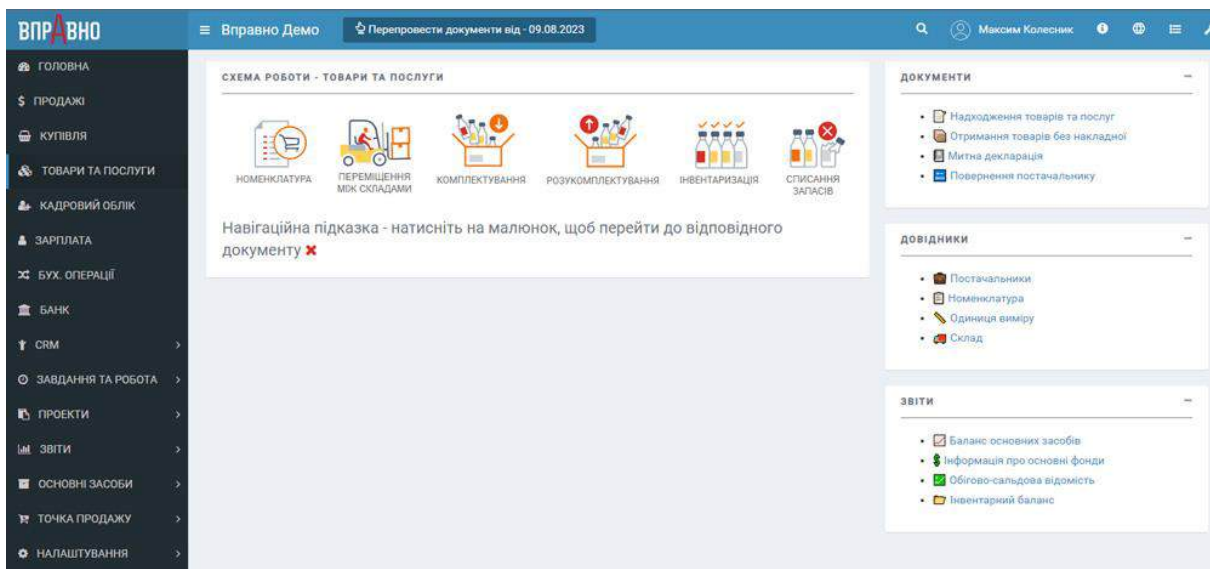 ВПРАВНО
Вправно Демо
Перепровести документи від - 09.08.2023
Максим Колесник
ГОЛОВНА
ПРОДАЖІ
КУПІВЛЯ
ТОВАРИ ТА ПОСЛУГИ
КАДРОВИЙ ОБЛІК
ЗАРПЛАТА
БУХ. ОПЕРАЦІЇ
БАНК
CRM
ЗАВДАННЯ ТА РОБОТА
ПРОЕКТИ
ЗВІТИ
ОСНОВНІ ЗАСОБИ
ТОЧКА ПРОДАЖУ
НАЛАШТУВАННЯ
СХЕМА РОБОТИ - ТОВАРИ ТА ПОСЛУГИ
НОМЕНКЛАТУРА
ПЕРЕМІЩЕННЯ
МІЖ СКЛАДАМИ
КОМПЛЕКТУВАННЯ
РОЗУКОМПЛЕКТУВАННЯ
ІНВЕНТАРИЗАЦІЯ
СПИСАННЯ
ЗАПАСІВ
Навігаційна підказка - натисніть на малюнок, щоб перейти до відповідного
документу
ДОКУМЕНТИ
Надходження товарів та послуг
Отримання товарів без накладної
Митна декларація
Повернення постачальнику
ДОВІДНИКИ
Постачальники
Номенклатура
Одиниця виміру
Склад
ЗВІТИ
Баланс основних засобів
Інформація про основні фонди
Обігово-сальдова відомість
Інвентарний баланс